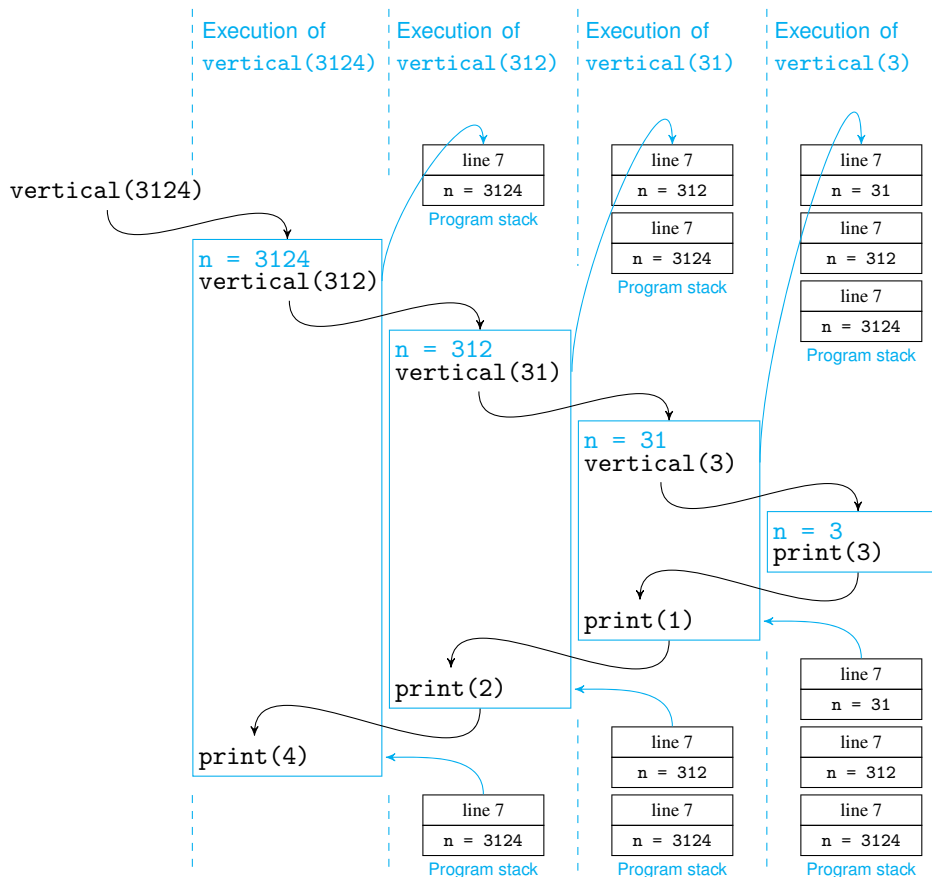 Execution of
vertical(3124)
Execution of
vertical(312)
Execution of
vertical(31)
Execution of
vertical(3)
line 7
n = 3124
Program stack
line 7
n = 312
line 7
n = 3124
Program stack
line 7
n = 31
line 7
n = 312
line 7
n = 3124
Program stack
vertical(3124)
n = 3124
vertical(312)
n = 312
vertical(31)
n = 31
vertical(3)
n = 3
print(3)
print(1)
print(2)
print(4)
line 7
n = 3124
Program stack
line 7
n = 312
line 7
n = 3124
Program stack
line 7
n = 31
line 7
n = 312
line 7
n = 3124
Program stack